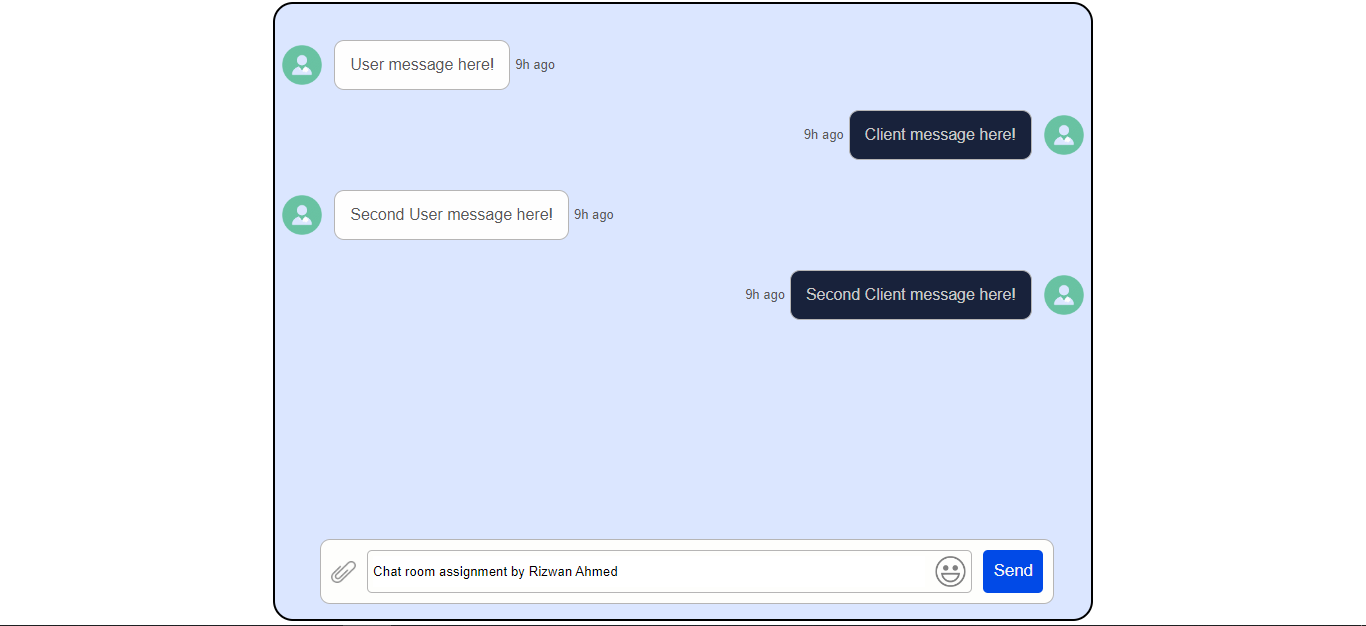 User message here! 9h ago
9h ago Client message here!
Second User message here! 9h ago
9h ago Second Client message here!
Chat room assignment by Rizwan Ahmed Send